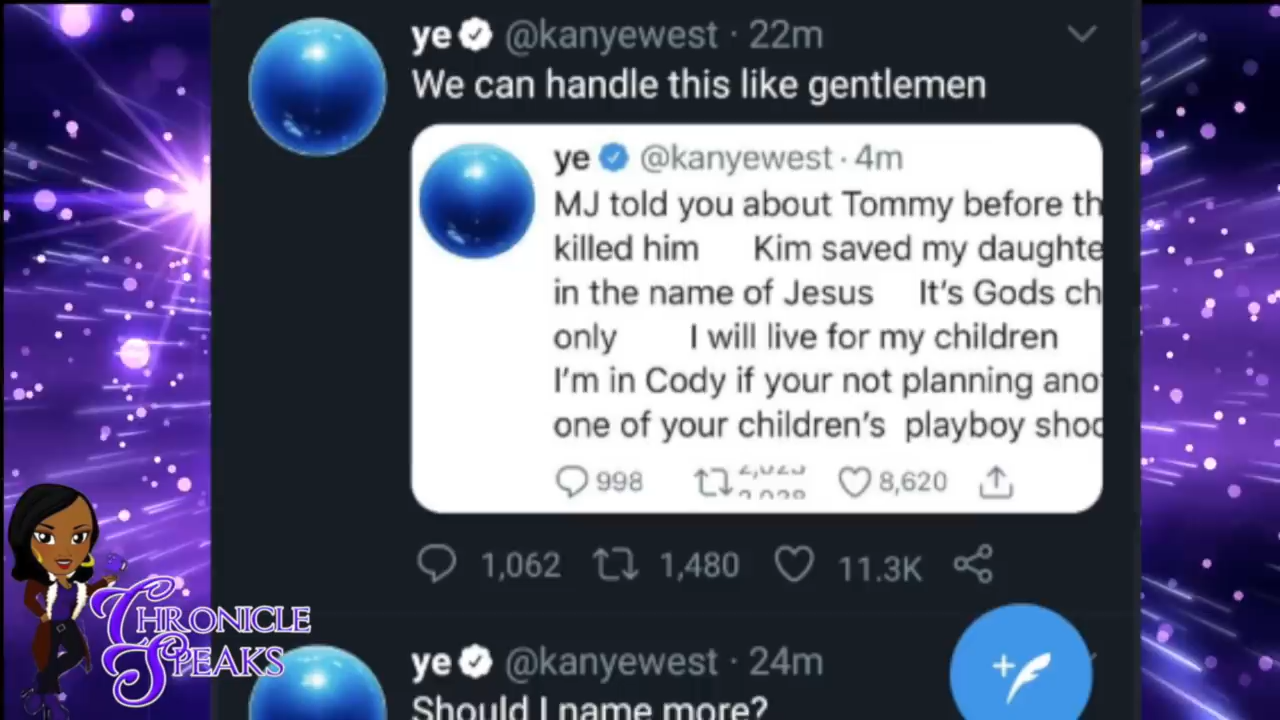 ye @kanyewest · 22m
We can handle this like gentlemen
ye @kanyewest · 4m
MJ told you about Tommy before th
killed him Kim saved my daughte
in the name of Jesus It's Gods ch
only I will live for my children
I'm in Cody if your not planning ano
one of your children's playboy shoo
998 8,620
1,062 1,480 11.3K
ye @kanyewest · 24m
Should I name more?
CHRONICLE
SPEAKS